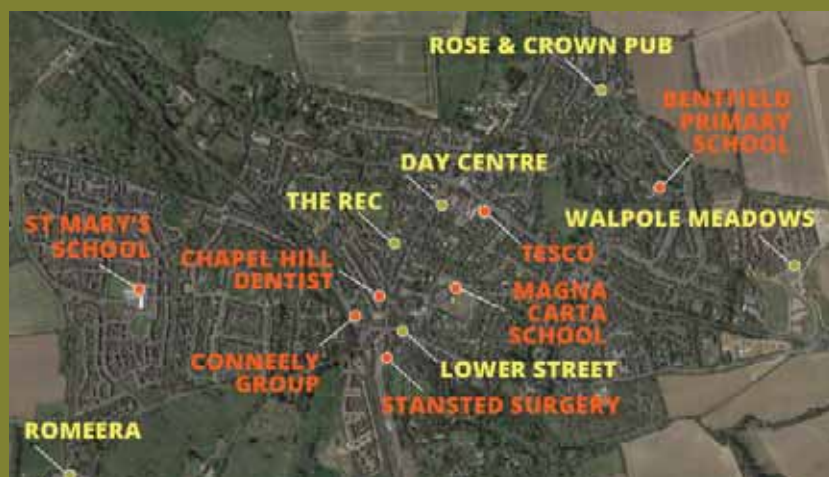 ROSE & CROWN PUB
BENTFIELD
PRIMARY
SCHOOL
DAY CENTRE
THE REC
WALPOLE MEADOWS
ST MARY'S
SCHOOL
CHAPEL HILL
DENTIST
TESCO
MAGNA
CARTA
SCHOOL
CONNEELY
GROUP
LOWER STREET
STANSTED SURGERY
ROMEERA